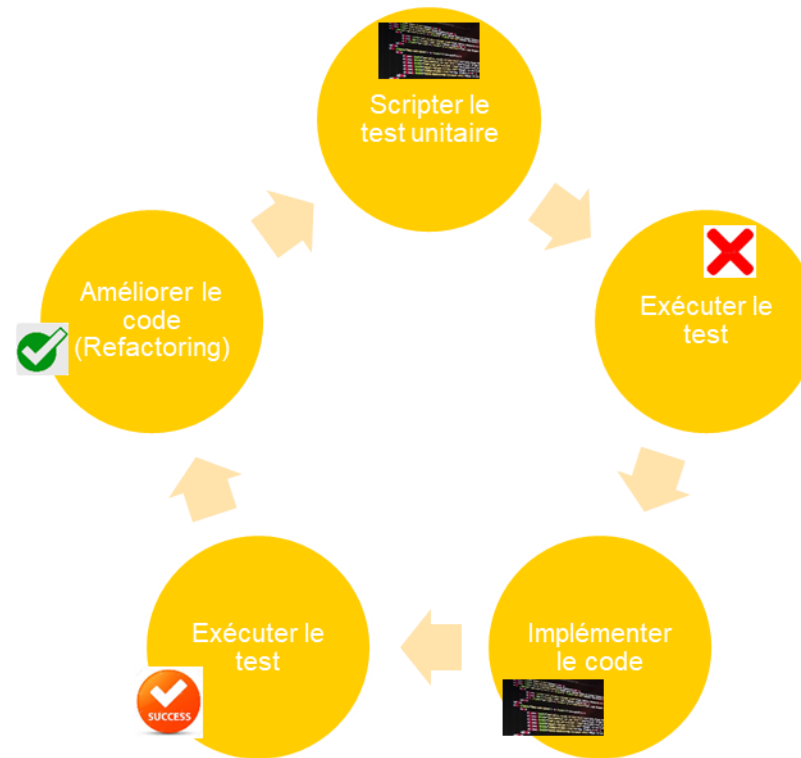 Scripter le
test unitaire
Exécuter le
test
Implémenter
le code
Exécuter le
test
SUCCESS
Améliorer le
code
(Refactoring)